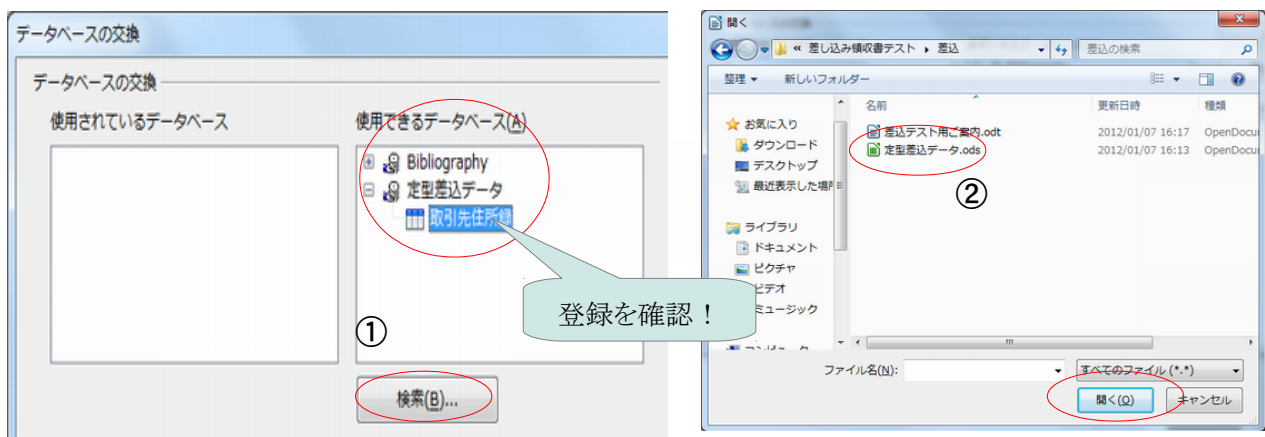 データベースの交換
データベースの交換
使用されているデータベース
使用できるデータベース(A)
Bibliography
定型差込データ
取引先住所録
登録を確認！
①
検索(B)...
開く
« 差し込み領収書テスト ▸ 差込
差込の検索
整理 ▼ 新しいフォルダー
名前 更新日時 種類
差込テスト用ご案内.odt 2012/01/07 16:17 OpenDocu
定型差込データ.ods 2012/01/07 16:13 OpenDocu
②
お気に入り
ダウンロード
デスクトップ
最近表示した場所
ライブラリ
ドキュメント
ピクチャ
ビデオ
ミュージック
ファイル名(N):
すべてのファイル (*.*)
開く(O) キャンセル